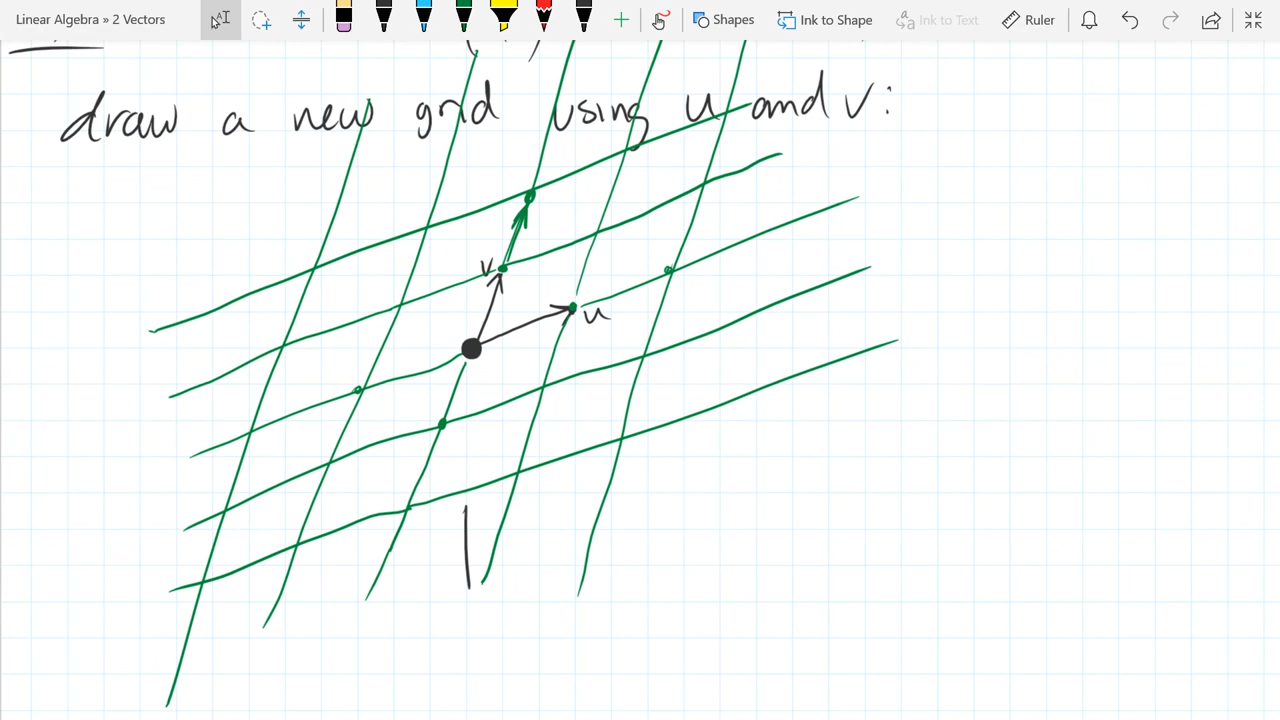 Linear Algebra » 2 Vectors
Shapes
Ink to Shape
Ink to Text
Ruler
draw a new grid using u and v:
v
u